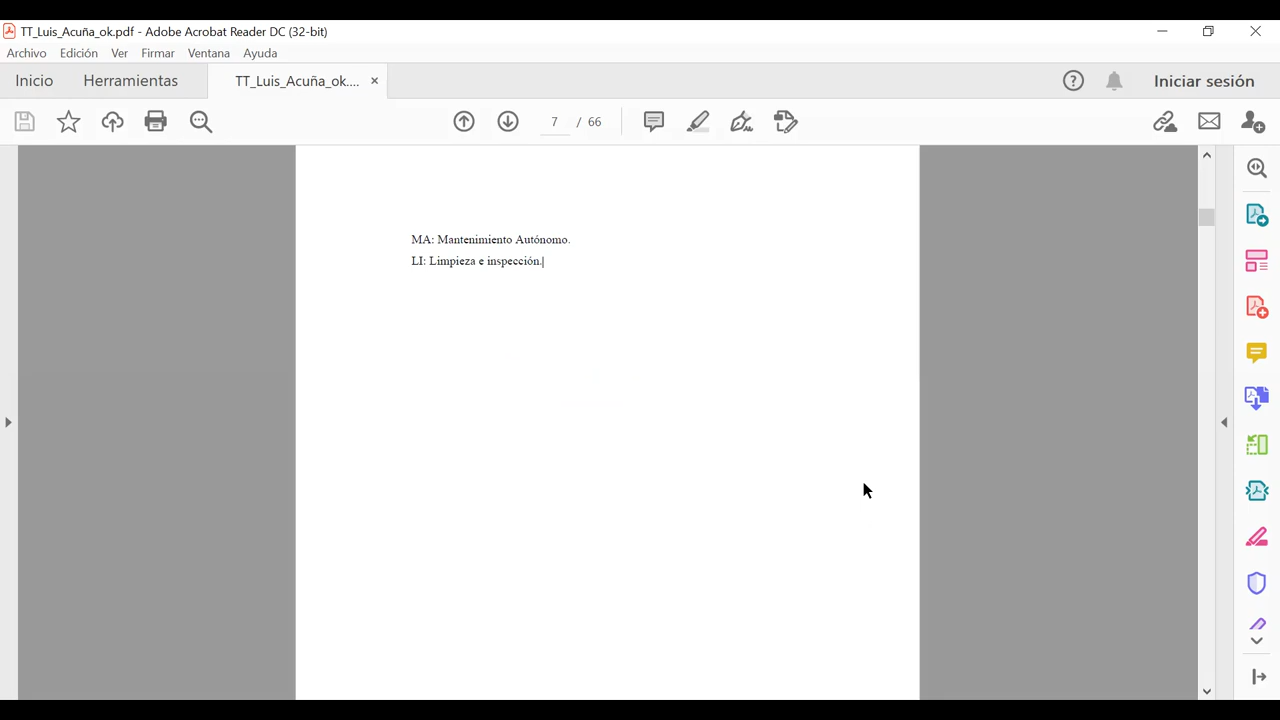 TT_Luis_Acuña_ok.pdf - Adobe Acrobat Reader DC (32-bit)
Archivo Edición Ver Firmar Ventana Ayuda
Inicio Herramientas TT_Luis_Acuña_ok.... Iniciar sesión
7 / 66
MA: Mantenimiento Autónomo.
LI: Limpieza e inspección.